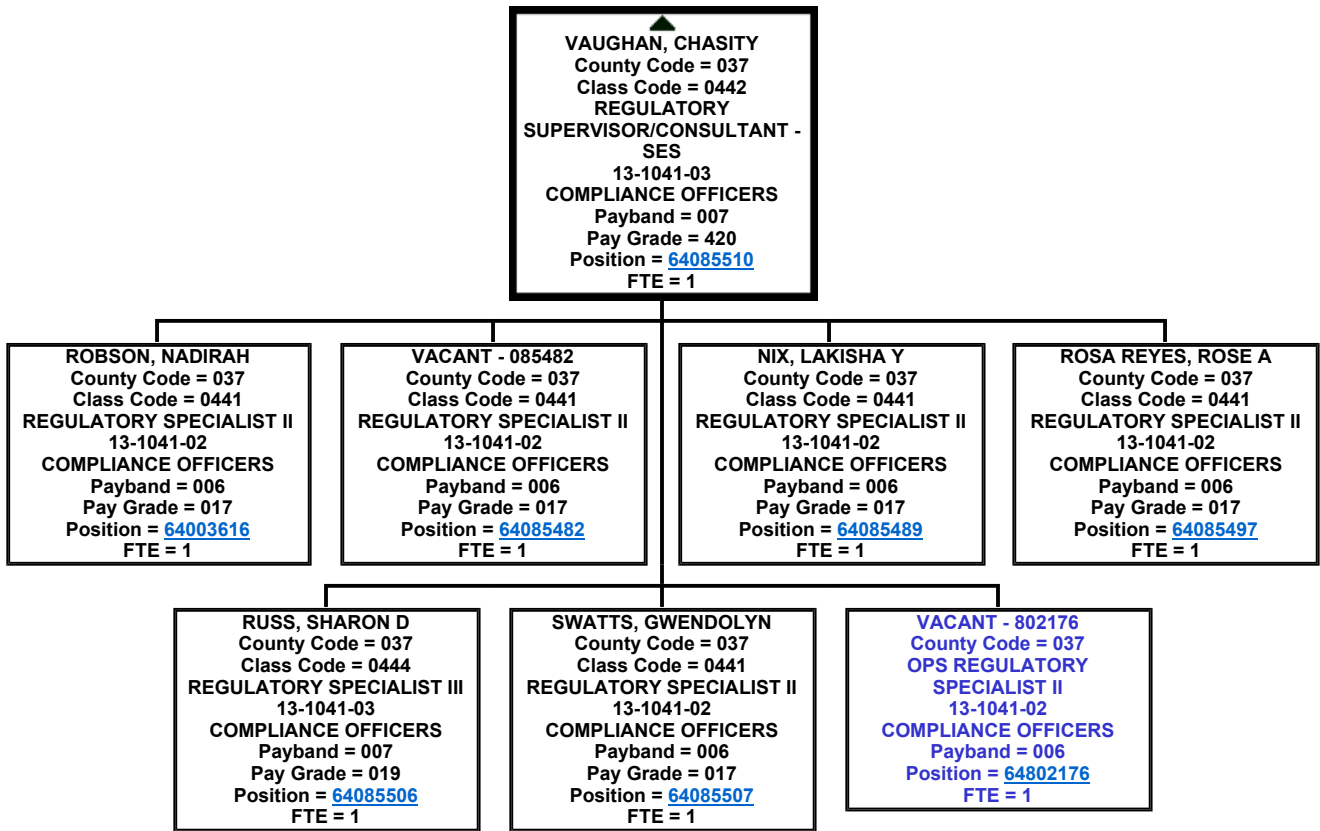 VAUGHAN, CHASITY
County Code = 037
Class Code = 0442
REGULATORY
SUPERVISOR/CONSULTANT -
SES
13-1041-03
COMPLIANCE OFFICERS
Payband = 007
Pay Grade = 420
Position = 64085510
FTE = 1
ROBSON, NADIRAH
County Code = 037
Class Code = 0441
REGULATORY SPECIALIST II
13-1041-02
COMPLIANCE OFFICERS
Payband = 006
Pay Grade = 017
Position = 64003616
FTE = 1
VACANT - 085482
County Code = 037
Class Code = 0441
REGULATORY SPECIALIST II
13-1041-02
COMPLIANCE OFFICERS
Payband = 006
Pay Grade = 017
Position = 64085482
FTE = 1
NIX, LAKISHA Y
County Code = 037
Class Code = 0441
REGULATORY SPECIALIST II
13-1041-02
COMPLIANCE OFFICERS
Payband = 006
Pay Grade = 017
Position = 64085489
FTE = 1
ROSA REYES, ROSE A
County Code = 037
Class Code = 0441
REGULATORY SPECIALIST II
13-1041-02
COMPLIANCE OFFICERS
Payband = 006
Pay Grade = 017
Position = 64085497
FTE = 1
RUSS, SHARON D
County Code = 037
Class Code = 0444
REGULATORY SPECIALIST III
13-1041-03
COMPLIANCE OFFICERS
Payband = 007
Pay Grade = 019
Position = 64085506
FTE = 1
SWATTS, GWENDOLYN
County Code = 037
Class Code = 0441
REGULATORY SPECIALIST II
13-1041-02
COMPLIANCE OFFICERS
Payband = 006
Pay Grade = 017
Position = 64085507
FTE = 1
VACANT - 802176
County Code = 037
OPS REGULATORY
SPECIALIST II
13-1041-02
COMPLIANCE OFFICERS
Payband = 006
Position = 64802176
FTE = 1